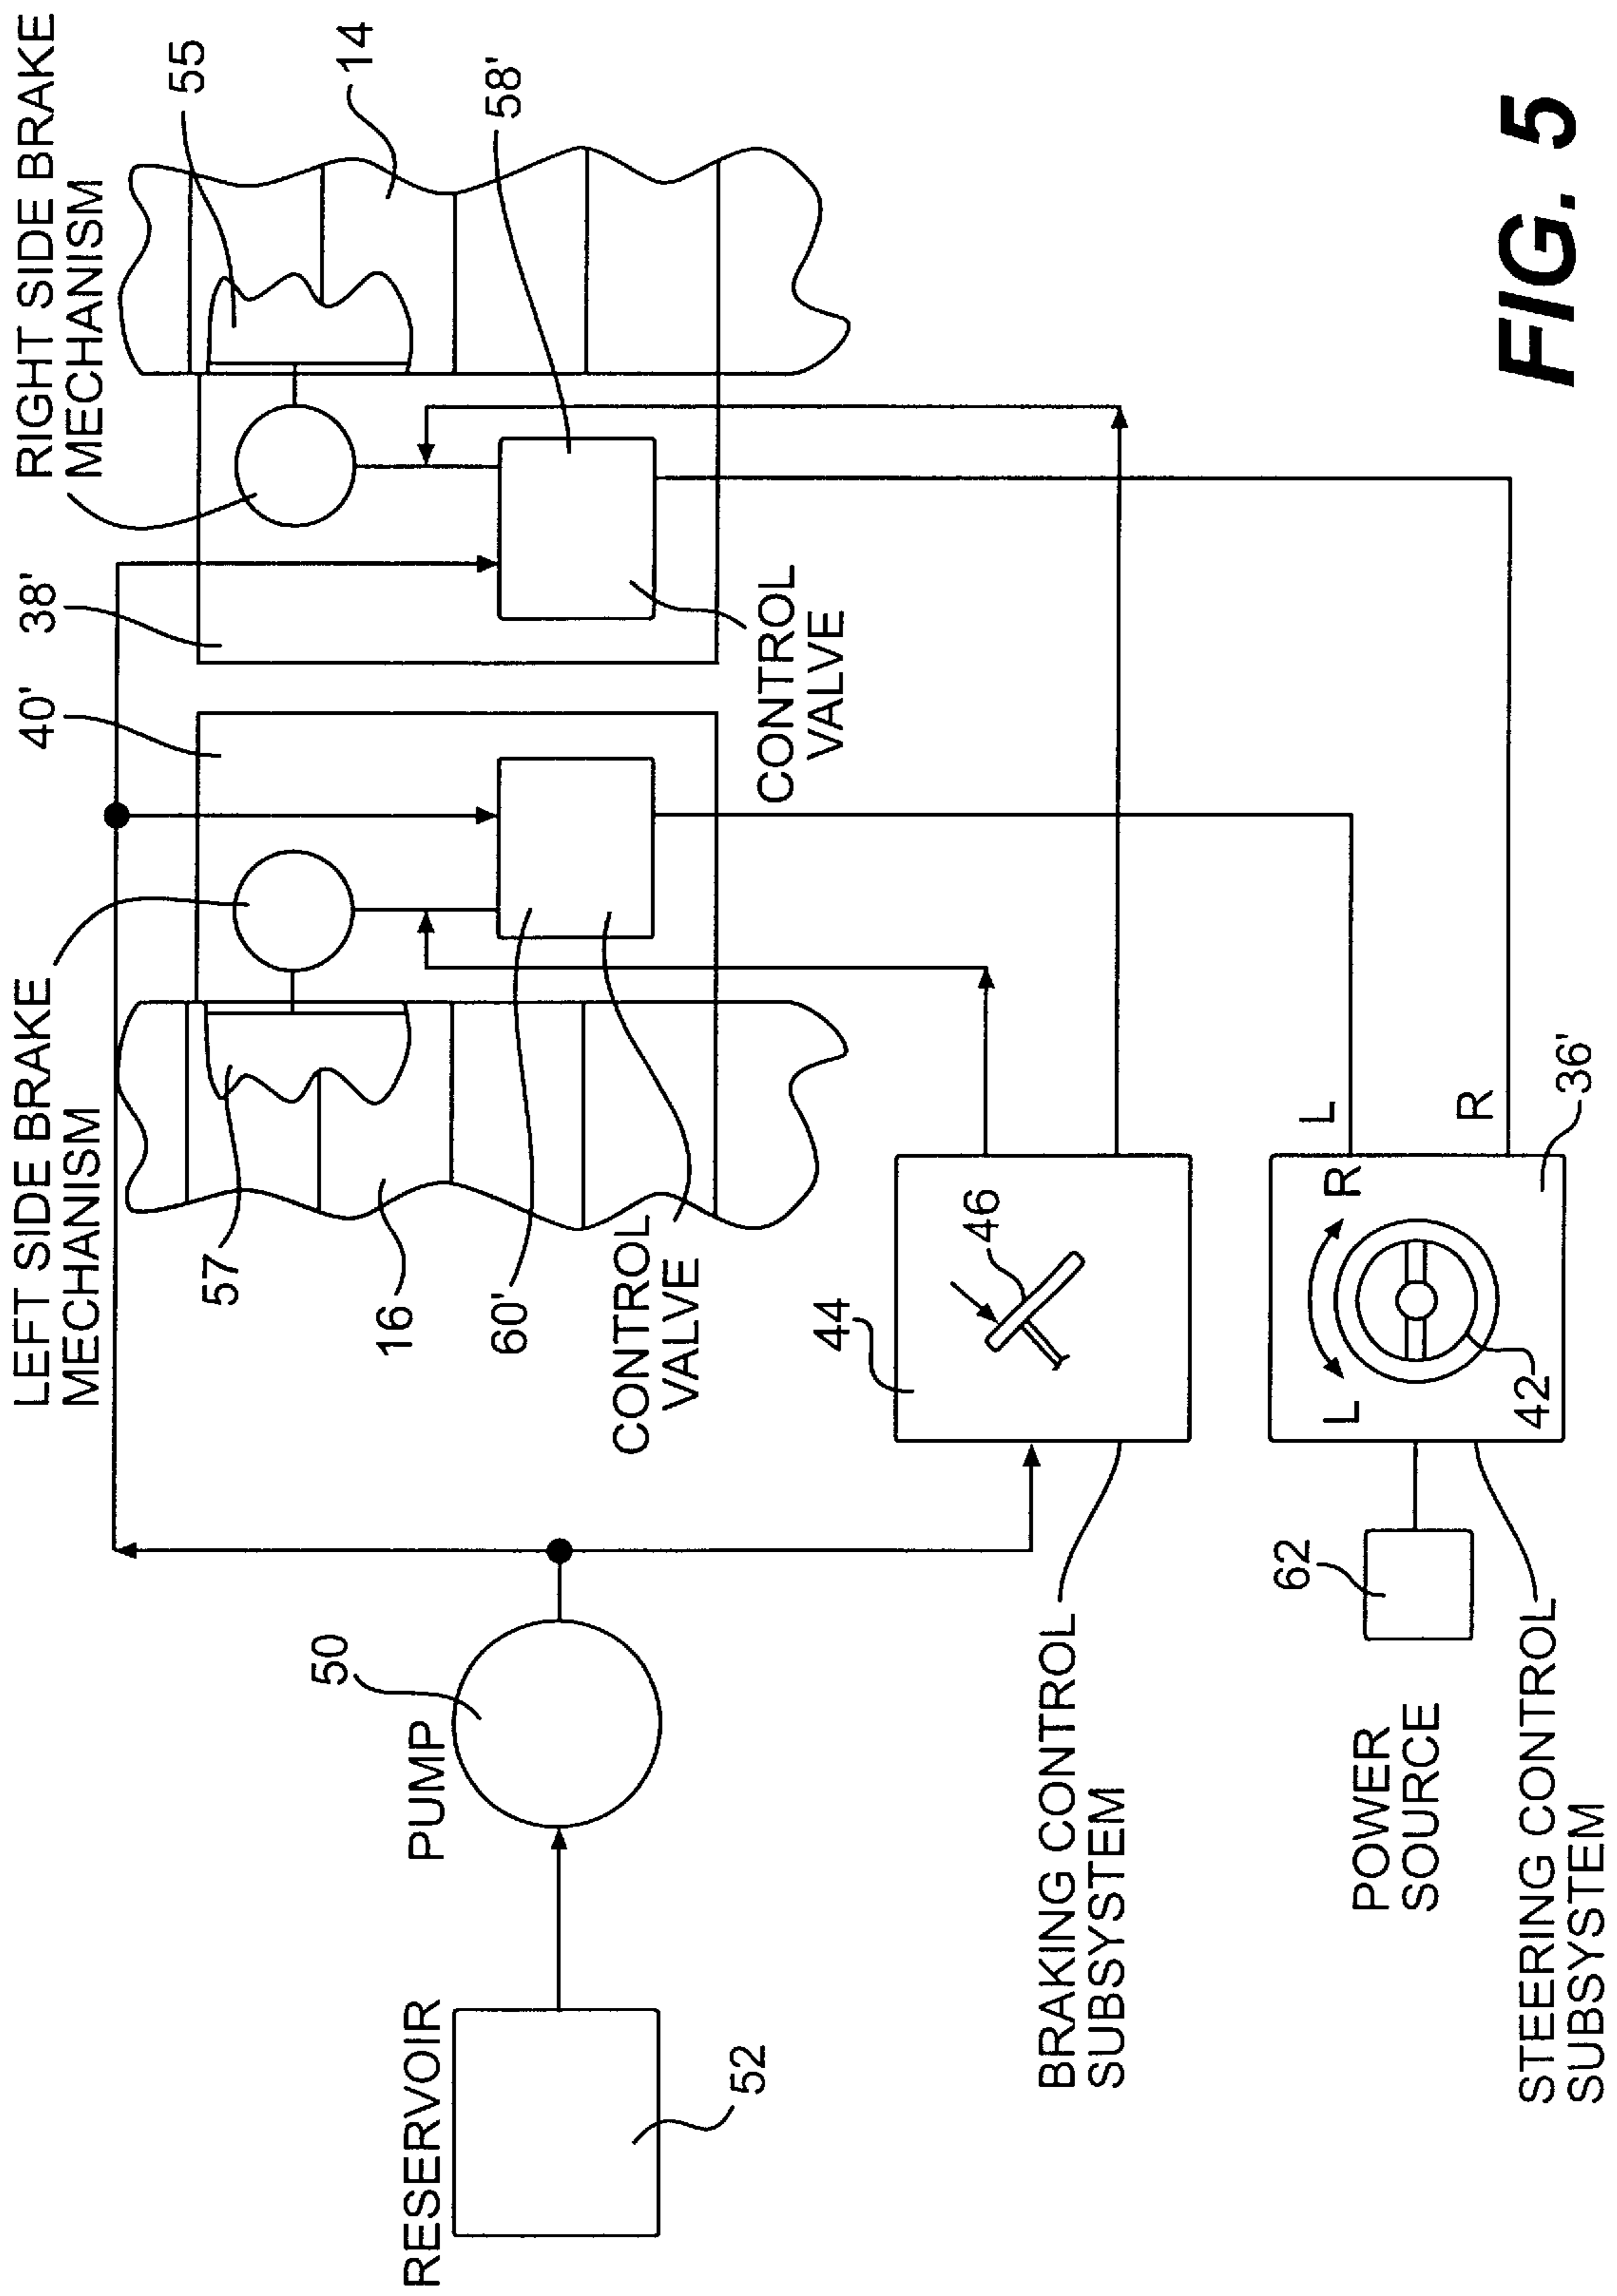 LEFT SIDE BRAKE
MECHANISM
40'
38'
RIGHT SIDE BRAKE
MECHANISM
55
14
57
16
60'
58'
CONTROL
VALVE
CONTROL
VALVE
RESERVOIR
52
PUMP
50
44
46
BRAKING CONTROL
SUBSYSTEM
62
POWER
SOURCE
L
R
42
L
R
36'
STEERING CONTROL
SUBSYSTEM
FIG. 5